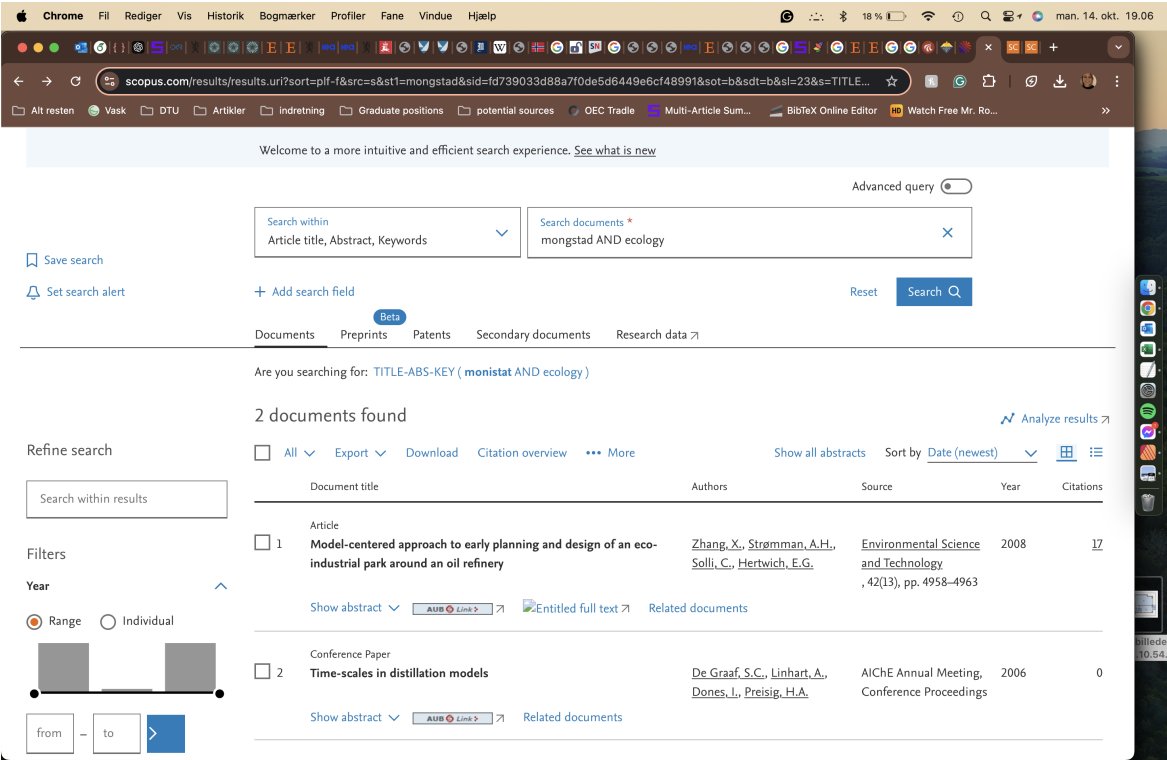 Chrome Fil Rediger Vis Historik Bogmærker Profiler Fane Vindue Hjælp 18 % man. 14. okt. 19.06
scopus.com/results/results.uri?sort=plf-f&src=s&st1=mongstad&sid=fd739033d88a7f0de5d6449e6cf48991&sot=b&sdt=b&sl=23&s=TITLE...
Alt resten Vask DTU Artikler indretning Graduate positions potential sources OEC Tradle Multi-Article Sum... BibTeX Online Editor HD Watch Free Mr. Ro... »
Welcome to a more intuitive and efficient search experience. See what is new
Advanced query
Search within
Article title, Abstract, Keywords
Search documents *
mongstad AND ecology
Save search
Set search alert
+ Add search field
Reset
Search
Beta
Documents Preprints Patents Secondary documents Research data
Are you searching for: TITLE-ABS-KEY ( monistat AND ecology )
2 documents found
Analyze results
Refine search
Search within results
All Export Download Citation overview ••• More Show all abstracts Sort by Date (newest)
Document title Authors Source Year Citations
Article
1 Model-centered approach to early planning and design of an eco-
industrial park around an oil refinery
Zhang, X., Strømman, A.H.,
Solli, C., Hertwich, E.G.
Environmental Science
and Technology
, 42(13), pp. 4958–4963
2008
17
Show abstract AUB Link Entitled full text Related documents
Conference Paper
2 Time-scales in distillation models
De Graaf, S.C., Linhart, A.,
Dones, I., Preisig, H.A.
AIChE Annual Meeting,
Conference Proceedings
2006
0
Show abstract AUB Link Related documents
Filters
Year
Range Individual
from – to
billede
.10.54.